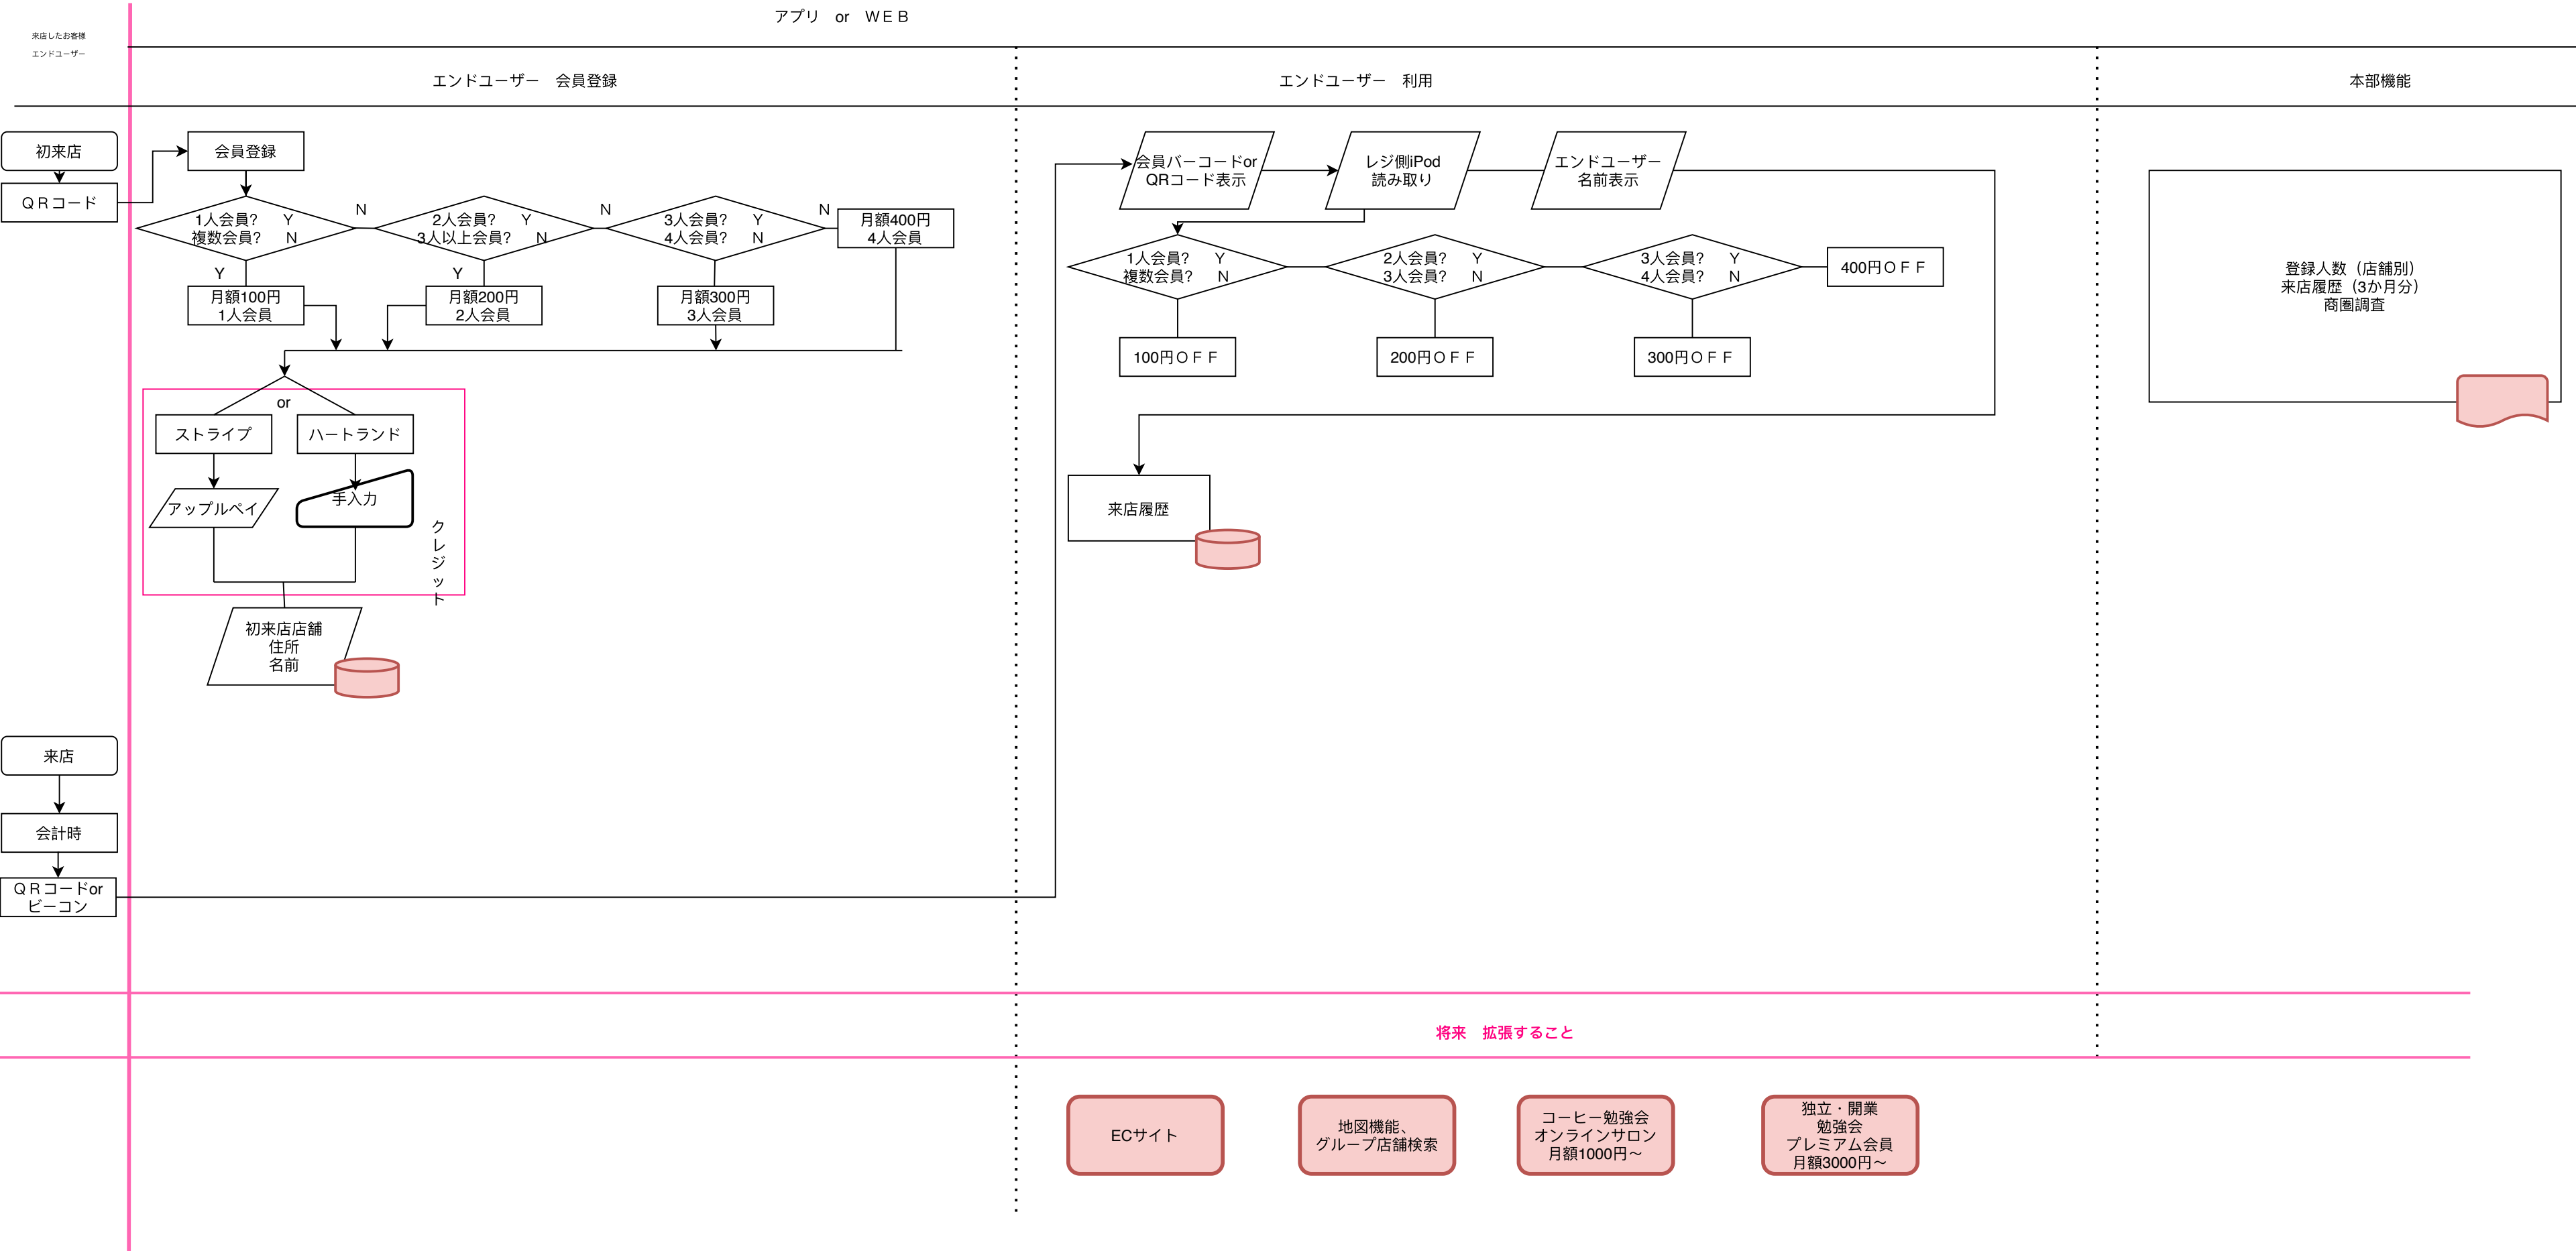 アプリ　or　ＷＥＢ
来店したお客様
エンドユーザー
エンドユーザー　会員登録
エンドユーザー　利用
本部機能
初来店
ＱＲコード
会員登録
1人会員?　Ｙ
複数会員?　Ｎ
Ｎ
2人会員?　Ｙ
3人以上会員?　Ｎ
Ｎ
3人会員?　Ｙ
4人会員?　Ｎ
Ｎ
月額400円
4人会員
Ｙ
月額100円
1人会員
Ｙ
月額200円
2人会員
月額300円
3人会員
or
ストライプ
ハートランド
アップルペイ
手入力
クレジット
初来店店舗
住所
名前
来店
会計時
ＱＲコードor
ビーコン
会員バーコードor
QRコード表示
レジ側iPod
読み取り
エンドユーザー
名前表示
1人会員?　Ｙ
複数会員?　Ｎ
2人会員?　Ｙ
3人会員?　Ｎ
3人会員?　Ｙ
4人会員?　Ｎ
400円ＯＦＦ
100円ＯＦＦ
200円ＯＦＦ
300円ＯＦＦ
来店履歴
登録人数（店舗別）
来店履歴（3か月分）
商圏調査
将来　拡張すること
ECサイト
地図機能、
グループ店舗検索
コーヒー勉強会
オンラインサロン
月額1000円～
独立・開業
勉強会
プレミアム会員
月額3000円～